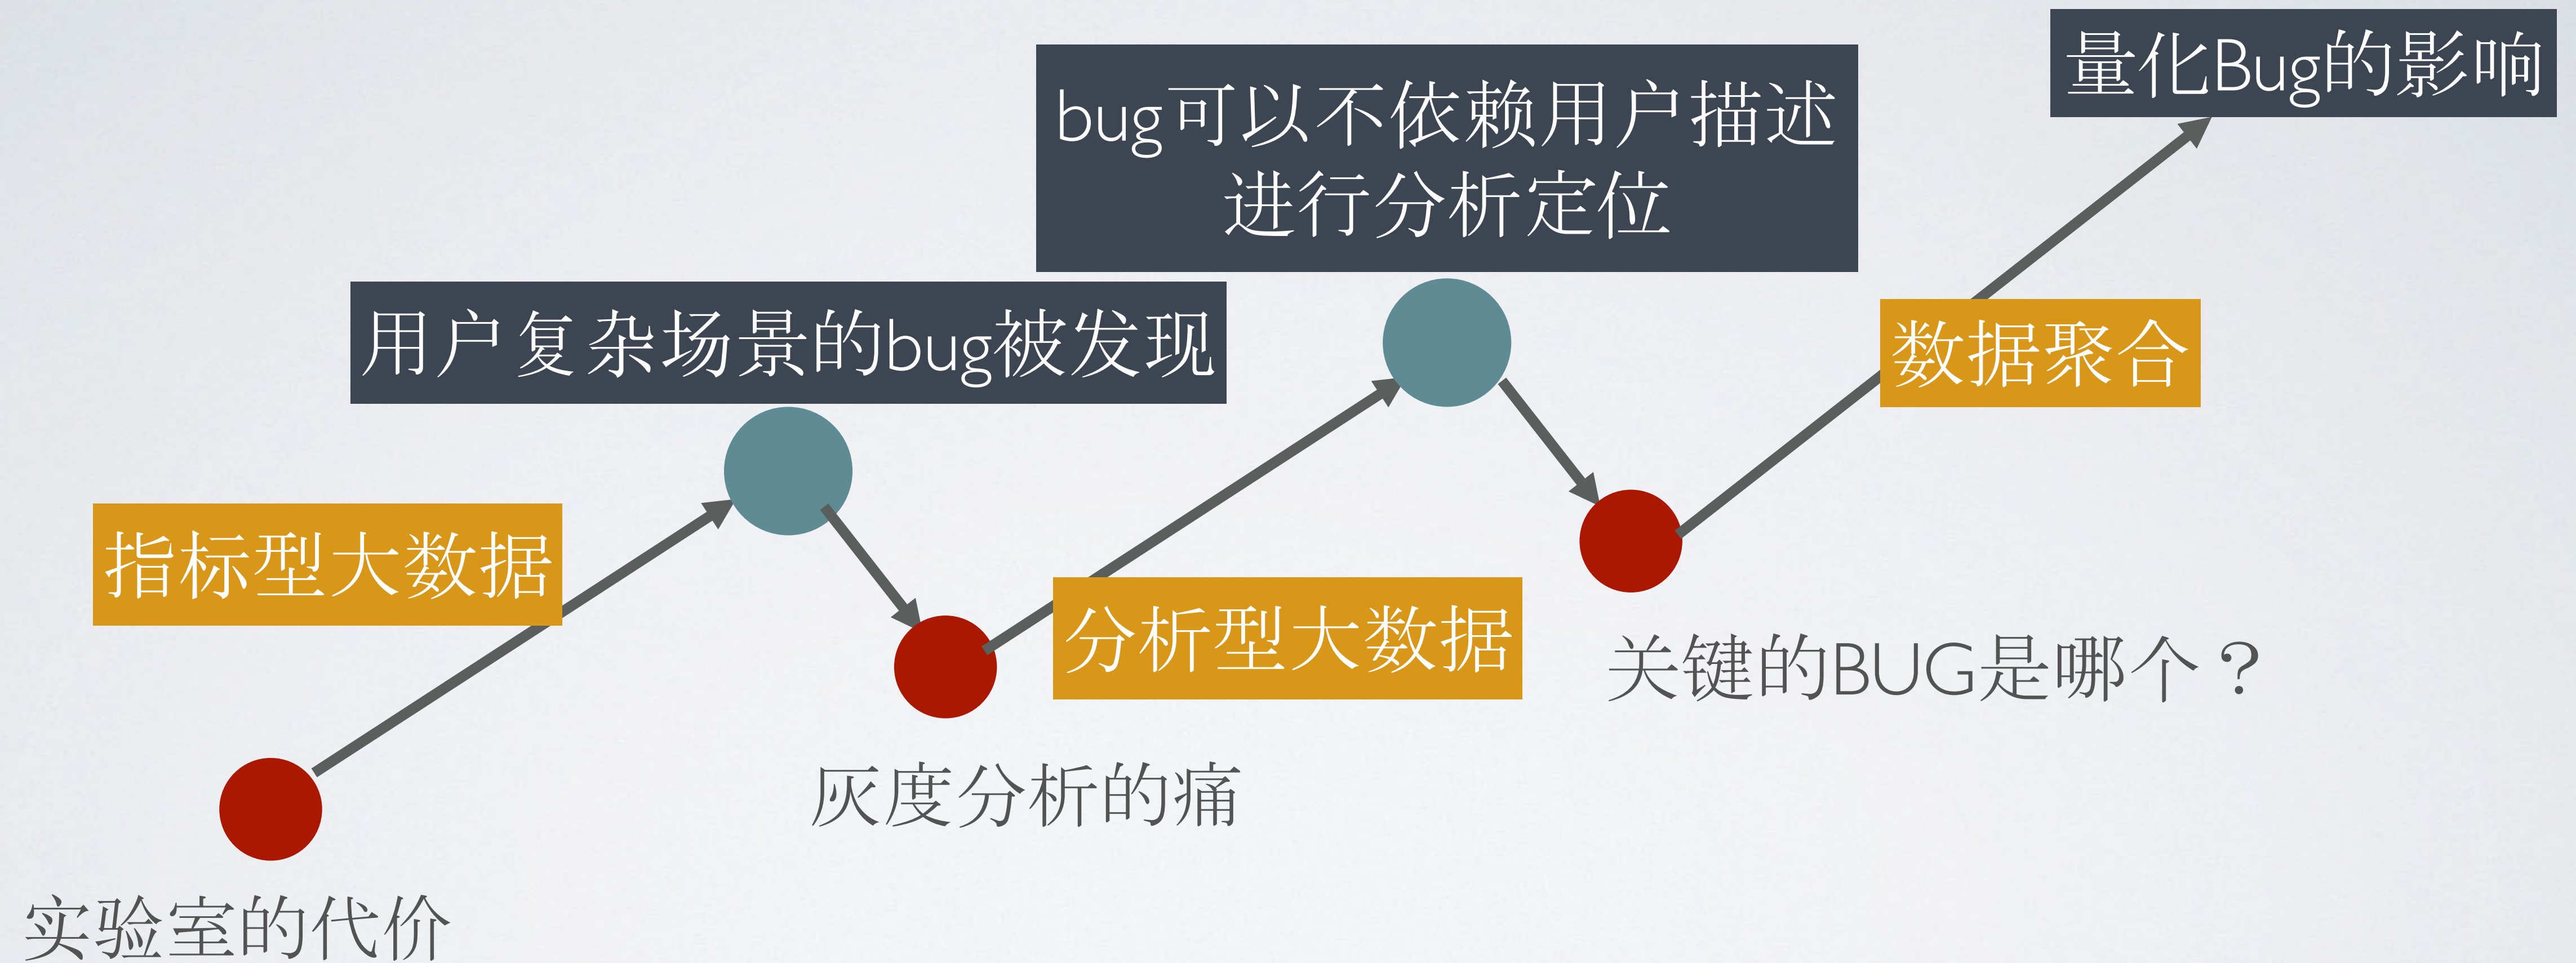 量化Bug的影响
bug可以不依赖用户描述
进行分析定位
用户复杂场景的bug被发现
数据聚合
指标型大数据
分析型大数据
关键的BUG是哪个？
灰度分析的痛
实验室的代价